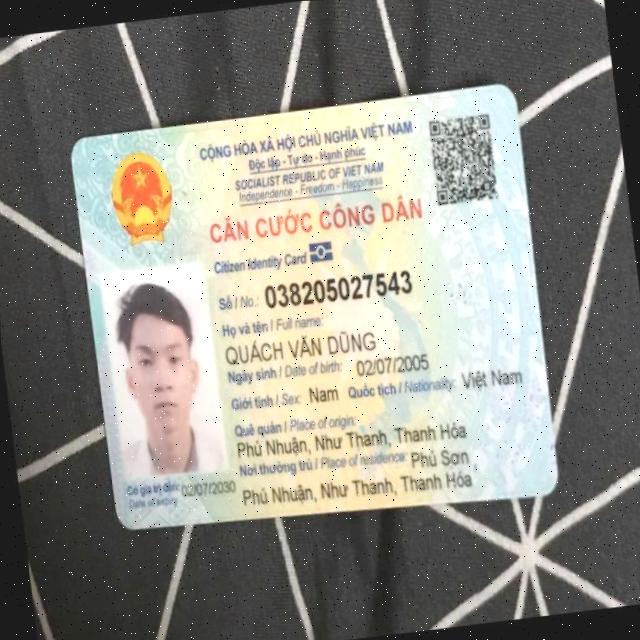 CỘNG HÒA XÃ HỘI CHỦ NGHĨA VIỆT NAM
Độc lập - Tự do - Hạnh phúc
SOCIALIST REPUBLIC OF VIET NAM
Independence - Freedom - Happiness
CĂN CƯỚC CÔNG DÂN
Citizen Identity Card
Số / No.: 038205027543
Họ và tên / Full name:
QUÁCH VĂN DŨNG
Ngày sinh / Date of birth: 02/07/2005
Giới tính / Sex: Nam Quốc tịch / Nationality: Việt Nam
Quê quán / Place of origin:
Phú Nhuận, Như Thanh, Thanh Hóa
Nơi thường trú / Place of residence: Phú Sơn
Phú Nhuận, Như Thanh, Thanh Hóa
Có giá trị đến: 02/07/2030
Date of expiry